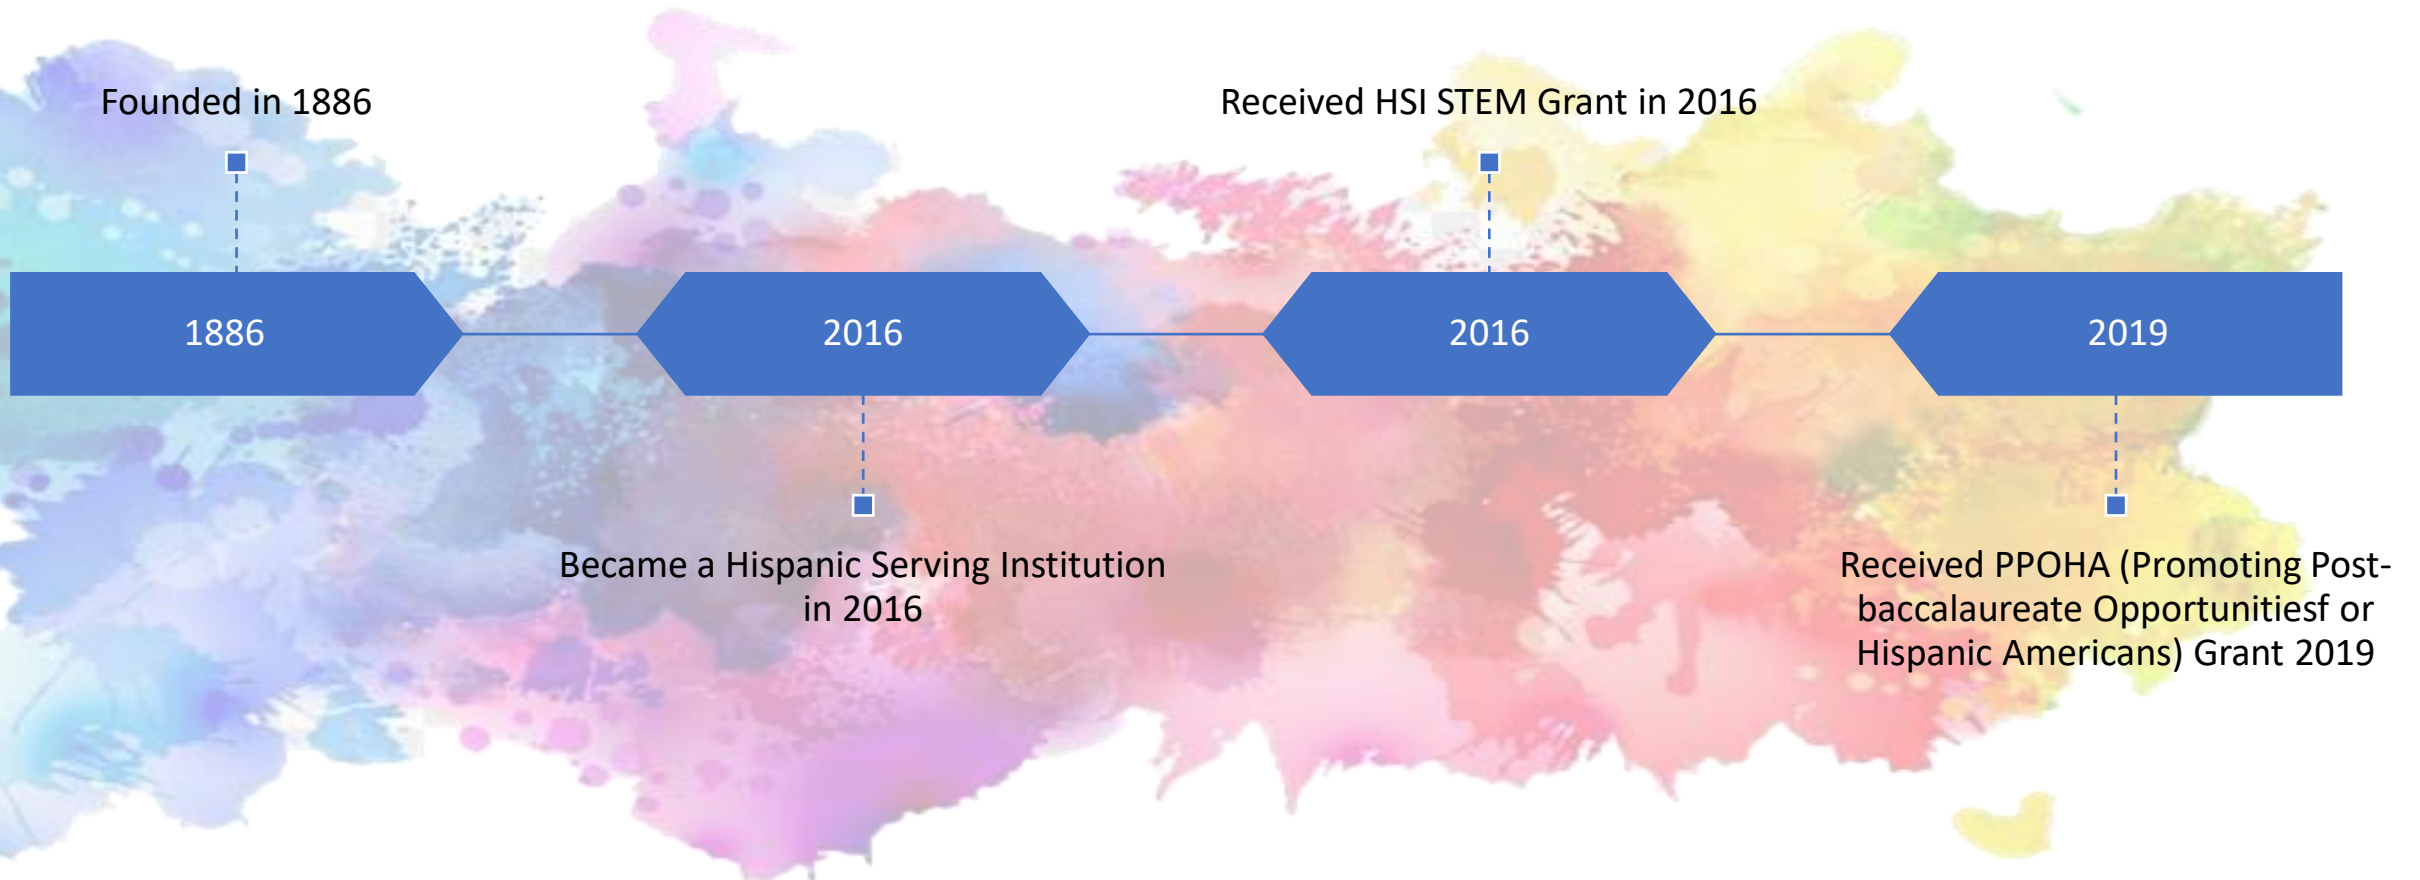 Founded in 1886
Received HSI STEM Grant in 2016
1886
2016
2016
2019
Became a Hispanic Serving Institution
in 2016
Received PPOHA (Promoting Post-
baccalaureate Opportunitiesf or
Hispanic Americans) Grant 2019